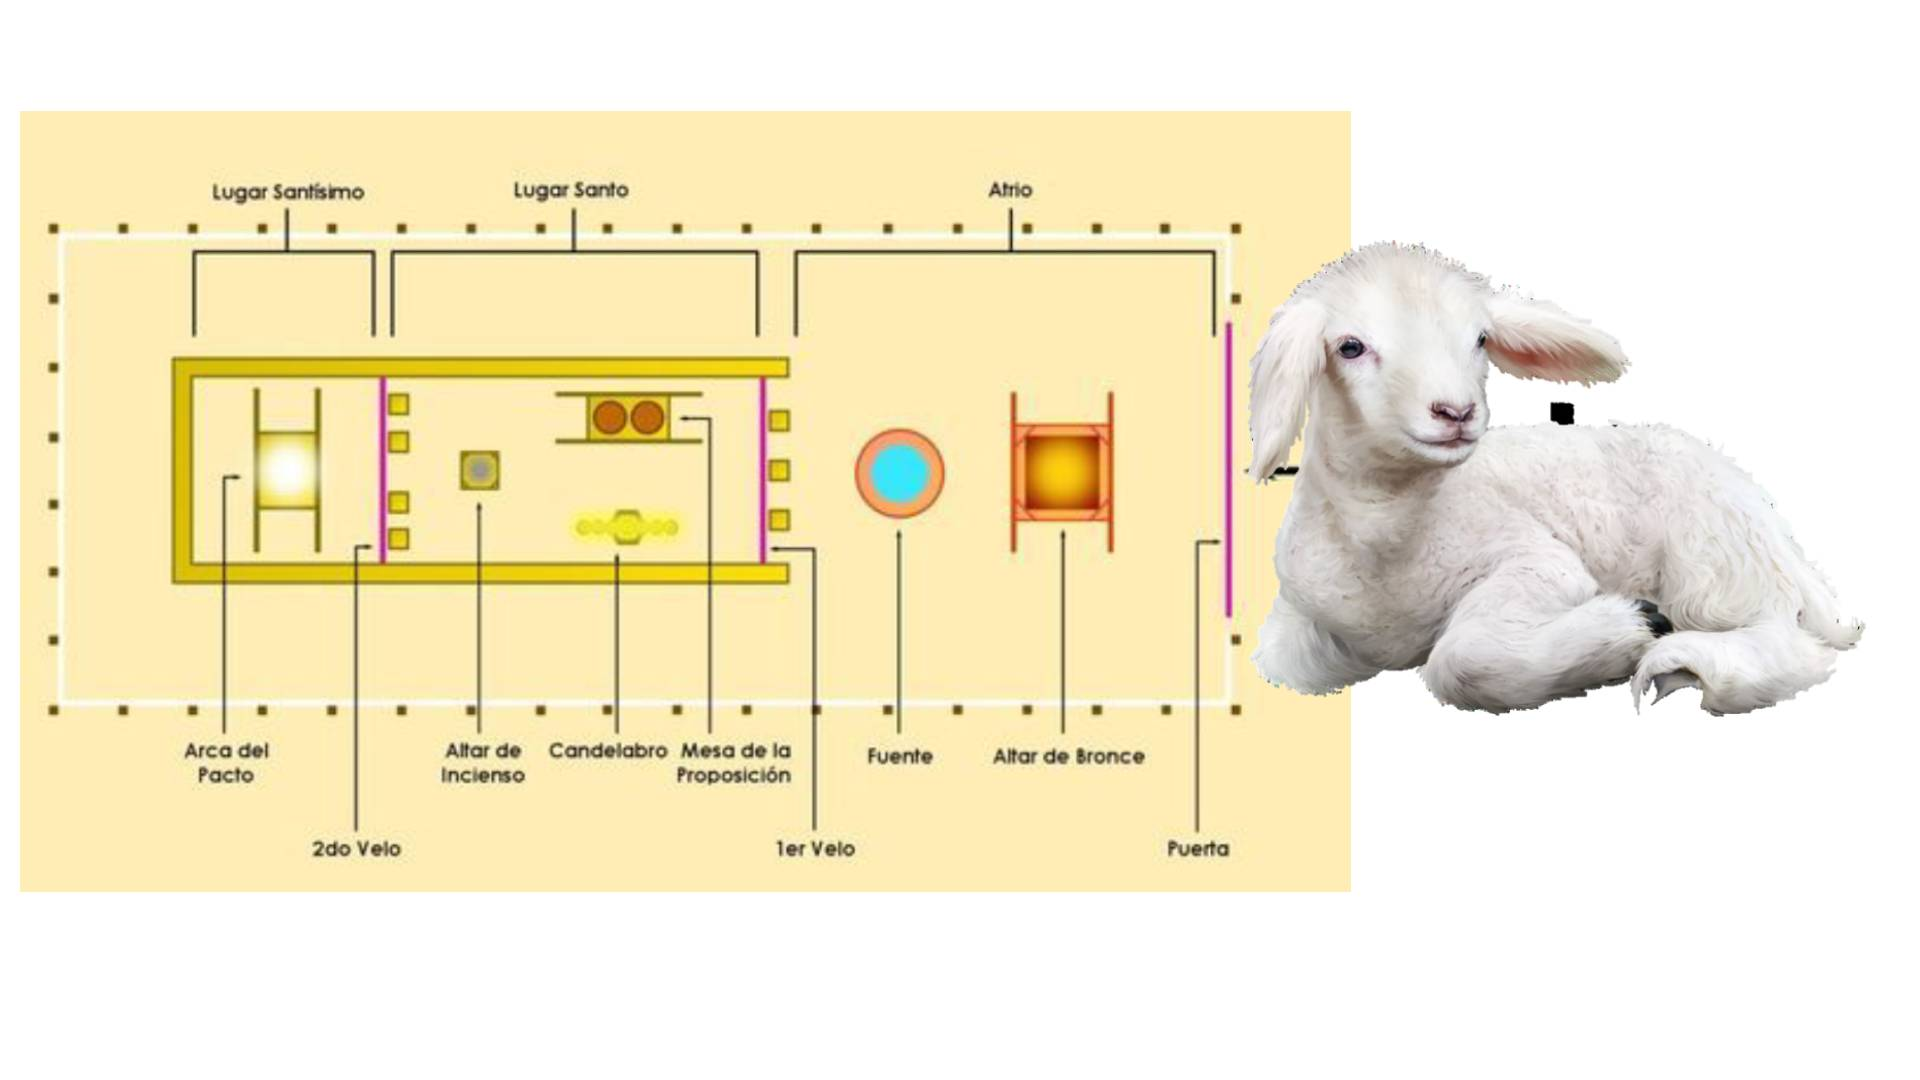 Lugar Santísimo
Lugar Santo
Atrio
Arca del
Pacto
Altar de
Incienso
Candelabro
Mesa de la
Proposición
Fuente
Altar de Bronce
2do Velo
1er Velo
Puerta